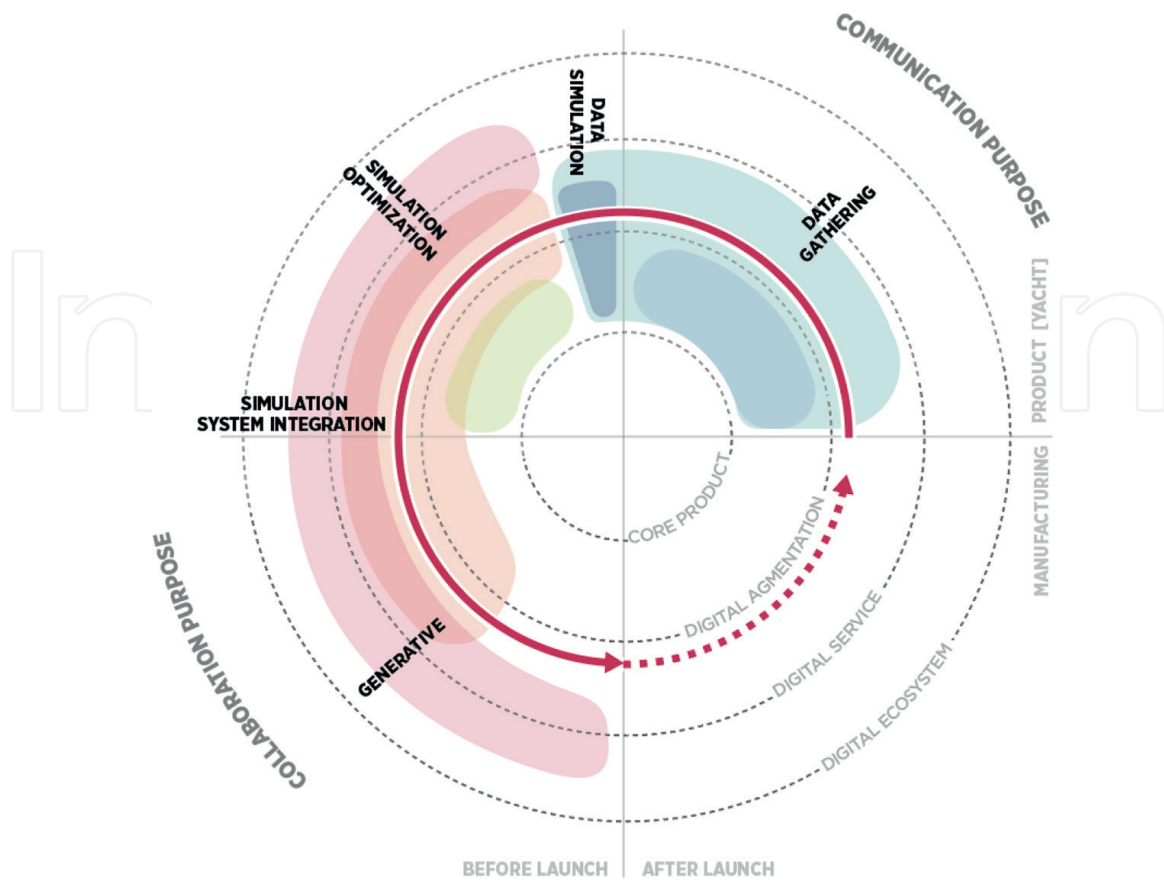 COMMUNICATION PURPOSE
DATA
SIMULATION
SIMULATION
OPTIMIZATION
DATA
GATHERING
PRODUCT [YACHT]
In
n
SIMULATION
SYSTEM INTEGRATION
MANUFACTURING
CORE PRODUCT
DIGITAL AGMENTATION
DIGITAL SERVICE
DIGITAL ECOSYSTEM
COLLABORATION PURPOSE
GENERATIVE
BEFORE LAUNCH
AFTER LAUNCH